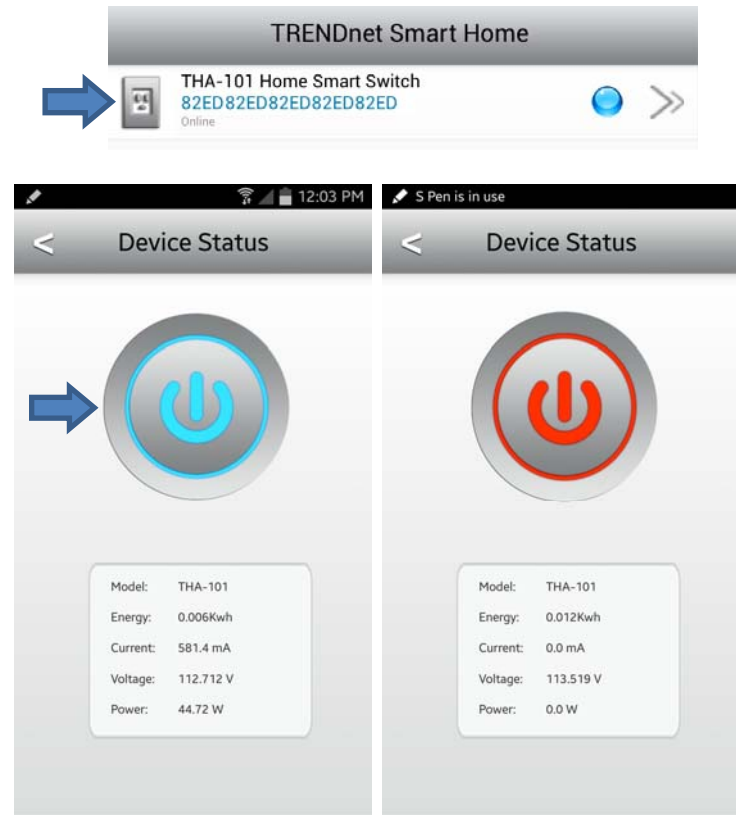 TRENDnet Smart Home
THA-101 Home Smart Switch
82ED82ED82ED82ED82ED
Online
12:03 PM
Device Status
Model: THA-101
Energy: 0.006Kwh
Current: 581.4 mA
Voltage: 112.712 V
Power: 44.72 W
S Pen is in use
Device Status
Model: THA-101
Energy: 0.012Kwh
Current: 0.0 mA
Voltage: 113.519 V
Power: 0.0 W